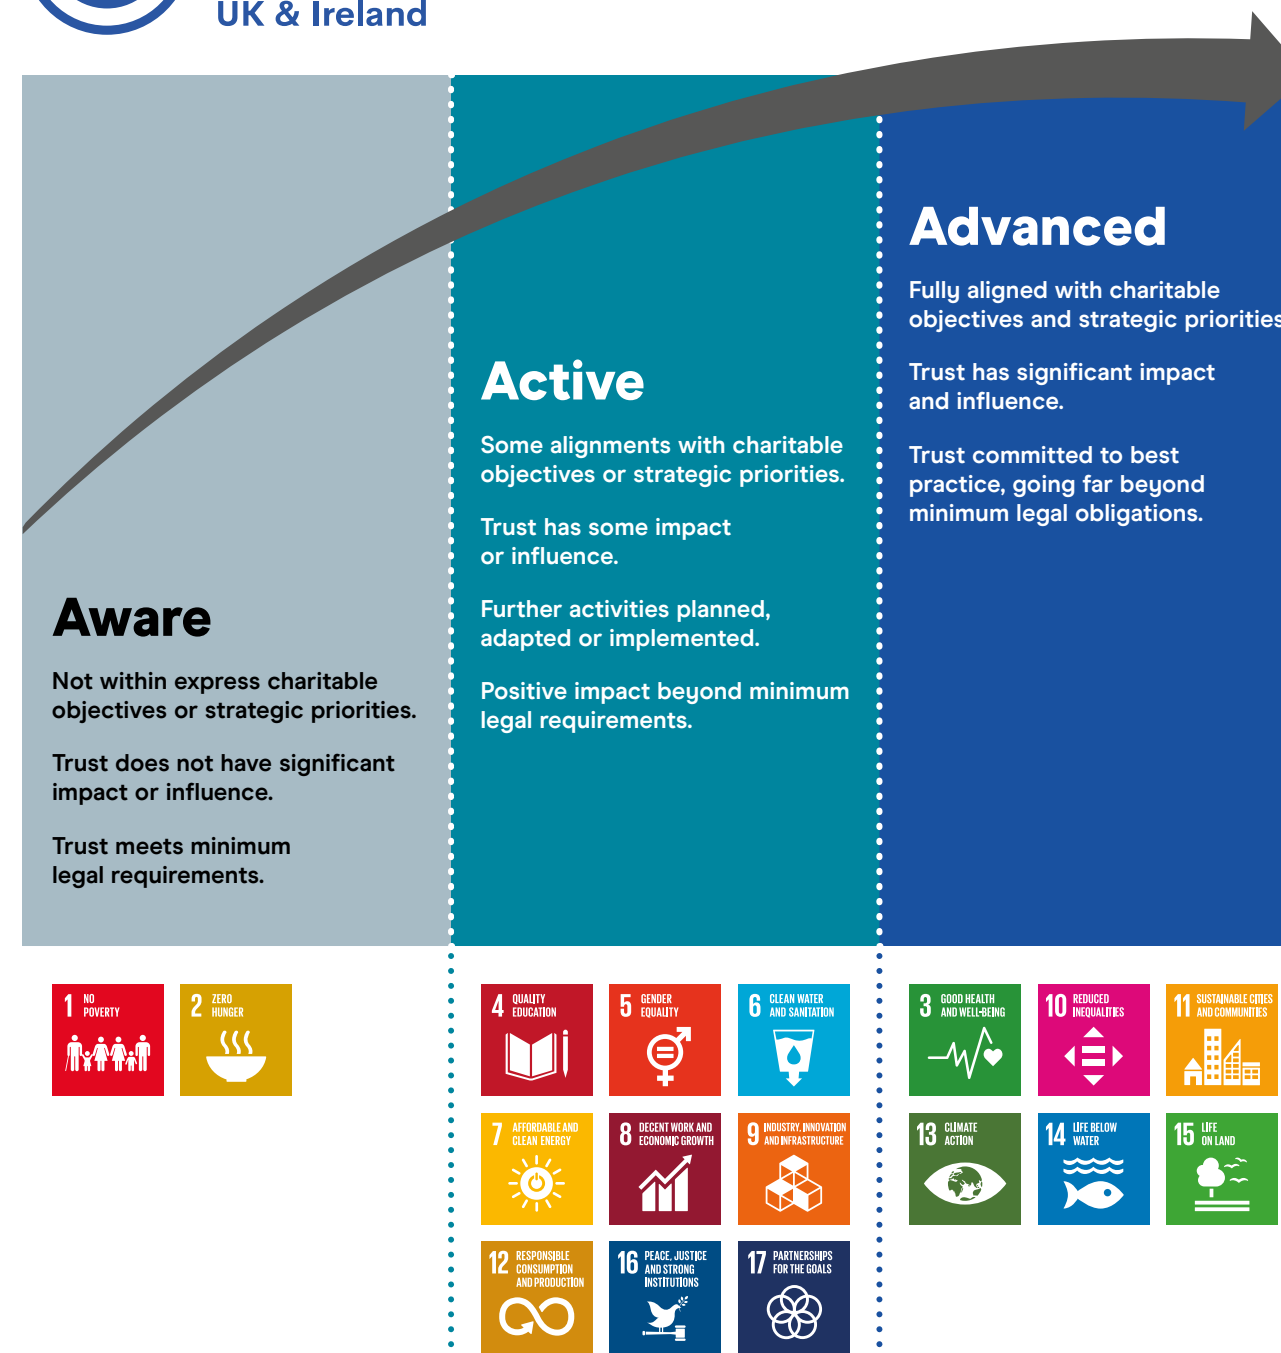 UK & Ireland
Aware
Not within express charitable
objectives or strategic priorities.
Trust does not have significant
impact or influence.
Trust meets minimum
legal requirements.
Active
Some alignments with charitable
objectives or strategic priorities.
Trust has some impact
or influence.
Further activities planned,
adapted or implemented.
Positive impact beyond minimum
legal requirements.
Advanced
Fully aligned with charitable
objectives and strategic priorities
Trust has significant impact
and influence.
Trust committed to best
practice, going far beyond
minimum legal obligations.
1 NO
POVERTY
2 ZERO
HUNGER
4 QUALITY
EDUCATION
5 GENDER
EQUALITY
6 CLEAN WATER
AND SANITATION
7 AFFORDABLE AND
CLEAN ENERGY
8 DECENT WORK AND
ECONOMIC GROWTH
9 INDUSTRY, INNOVATION
AND INFRASTRUCTURE
12 RESPONSIBLE
CONSUMPTION
AND PRODUCTION
16 PEACE, JUSTICE
AND STRONG
INSTITUTIONS
17 PARTNERSHIPS
FOR THE GOALS
3 GOOD HEALTH
AND WELL-BEING
10 REDUCED
INEQUALITIES
11 SUSTAINABLE CITIES
AND COMMUNITIES
13 CLIMATE
ACTION
14 LIFE BELOW
WATER
15 LIFE
ON LAND